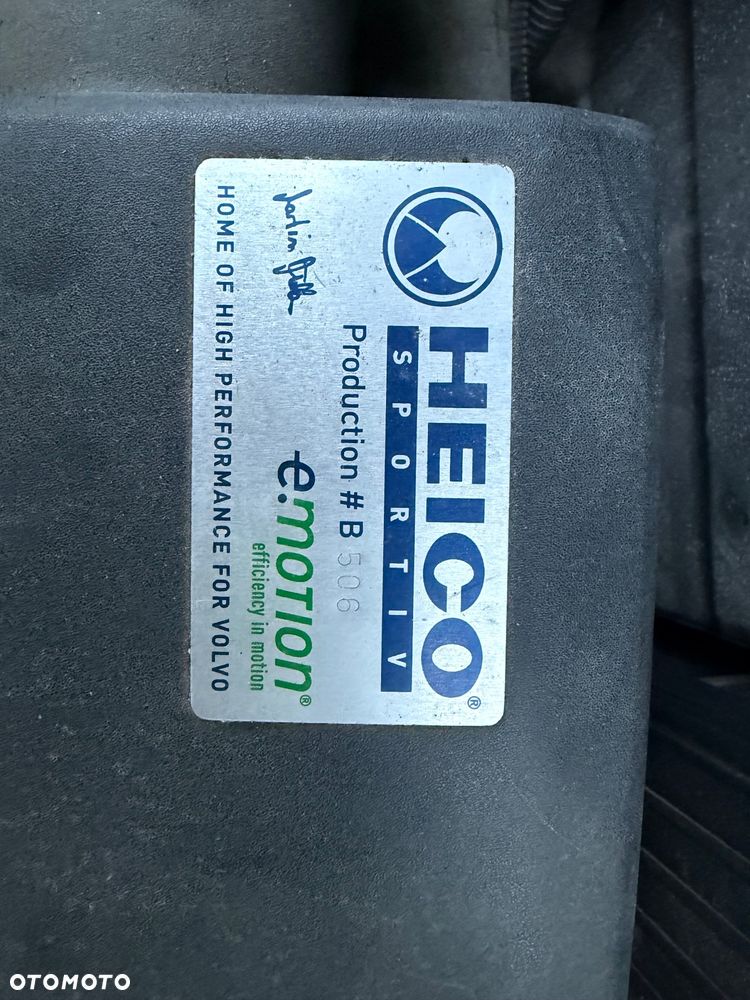 HEICO®
SPORTIV
Production # B 506
e.motion®
efficiency in motion
HOME OF HIGH PERFORMANCE FOR VOLVO
OTOMOTO